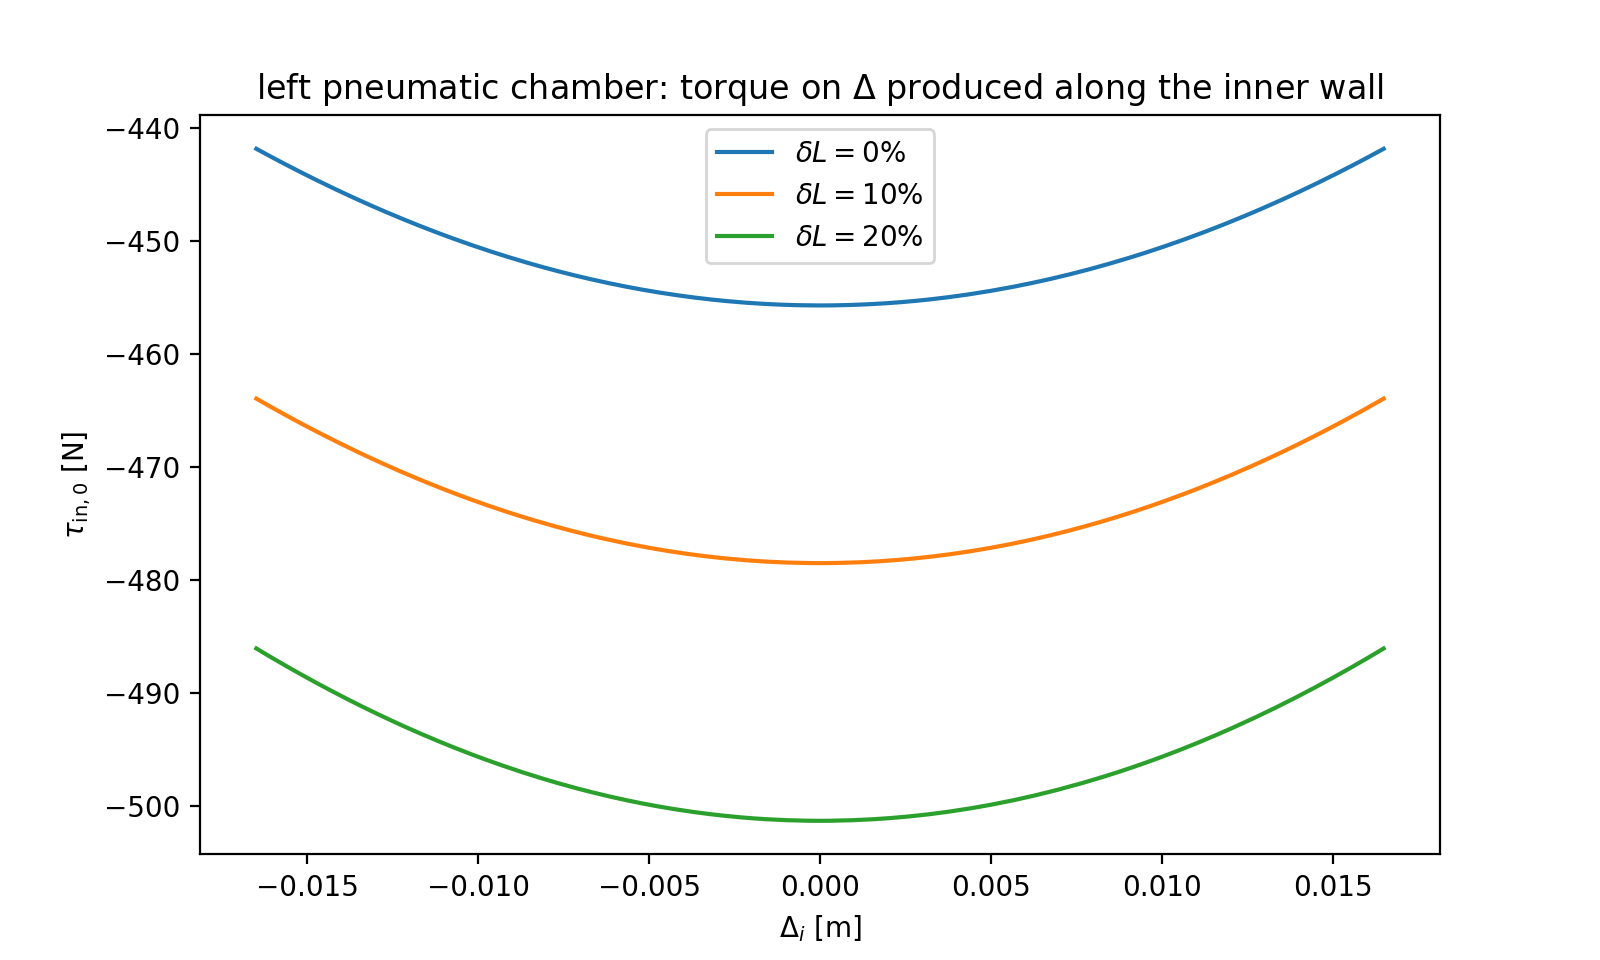 left pneumatic chamber: torque on Δ produced along the inner wall
−440
−450
−460
−470
−480
−490
−500
τin, 0 [N]
δL = 0%
δL = 10%
δL = 20%
−0.015 −0.010 −0.005 0.000 0.005 0.010 0.015
Δi [m]